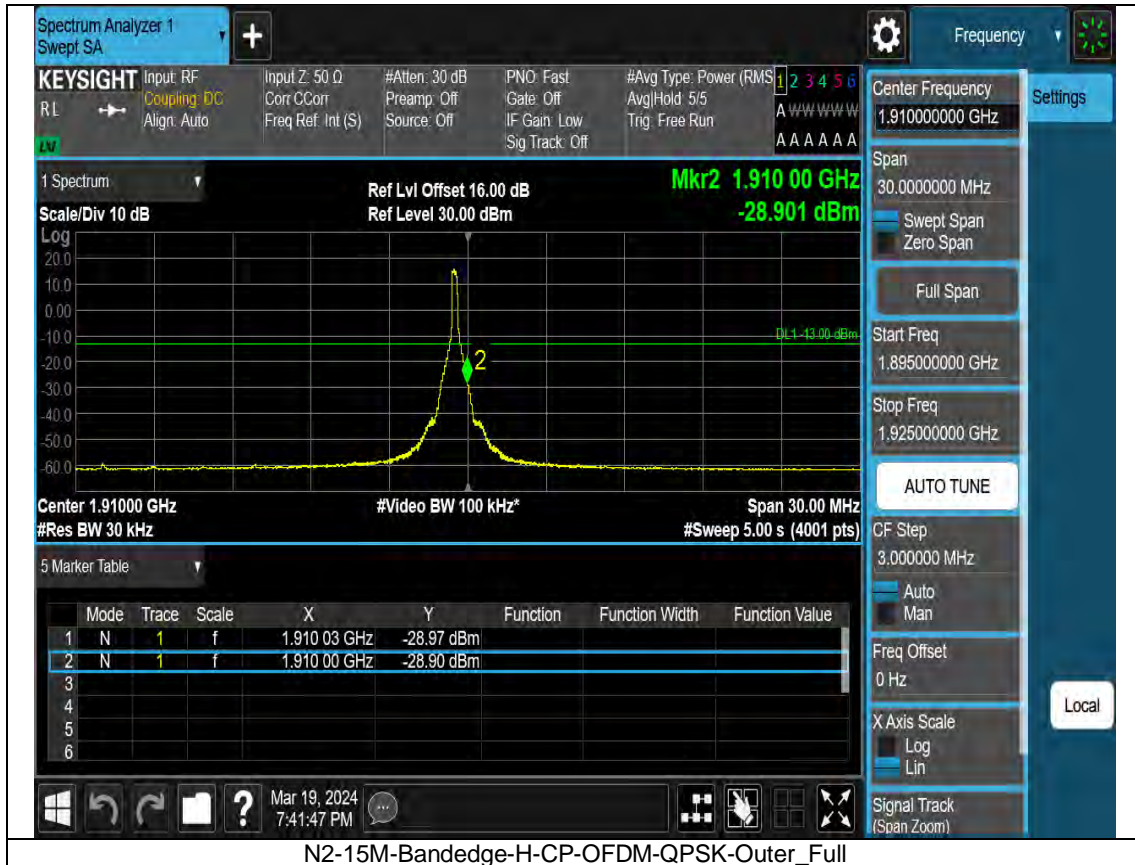 Spectrum Analyzer 1
Swept SA
Frequency
KEYSIGHT
RL
LXI
Input: RF
Coupling: DC
Align: Auto
Input Z: 50 Ω
Corr CCorr
Freq Ref: Int (S)
#Atten: 30 dB
Preamp: Off
Source: Off
PNO: Fast
Gate: Off
IF Gain: Low
Sig Track: Off
#Avg Type: Power (RMS
Avg|Hold: 5/5
Trig: Free Run
1 2 3 4 5 6
A W W W W W
A A A A A A
1 Spectrum
Scale/Div 10 dB
Ref Lvl Offset 16.00 dB
Ref Level 30.00 dBm
Mkr2 1.910 00 GHz
-28.901 dBm
Log
20.0
10.0
0.00
-10.0
-20.0
-30.0
-40.0
-50.0
-60.0
DL1 -13.00 dBm
2
Center 1.91000 GHz
#Video BW 100 kHz*
Span 30.00 MHz
#Res BW 30 kHz
#Sweep 5.00 s (4001 pts)
5 Marker Table
Mode Trace Scale X Y Function Function Width Function Value
1 N 1 f 1.910 03 GHz -28.97 dBm
2 N 1 f 1.910 00 GHz -28.90 dBm
3
4
5
6
Mar 19, 2024
7:41:47 PM
Center Frequency
1.910000000 GHz
Settings
Span
30.0000000 MHz
Swept Span
Zero Span
Full Span
Start Freq
1.895000000 GHz
Stop Freq
1.925000000 GHz
AUTO TUNE
CF Step
3.000000 MHz
Auto
Man
Freq Offset
0 Hz
Local
X Axis Scale
Log
Lin
Signal Track
(Span Zoom)
N2-15M-Bandedge-H-CP-OFDM-QPSK-Outer_Full